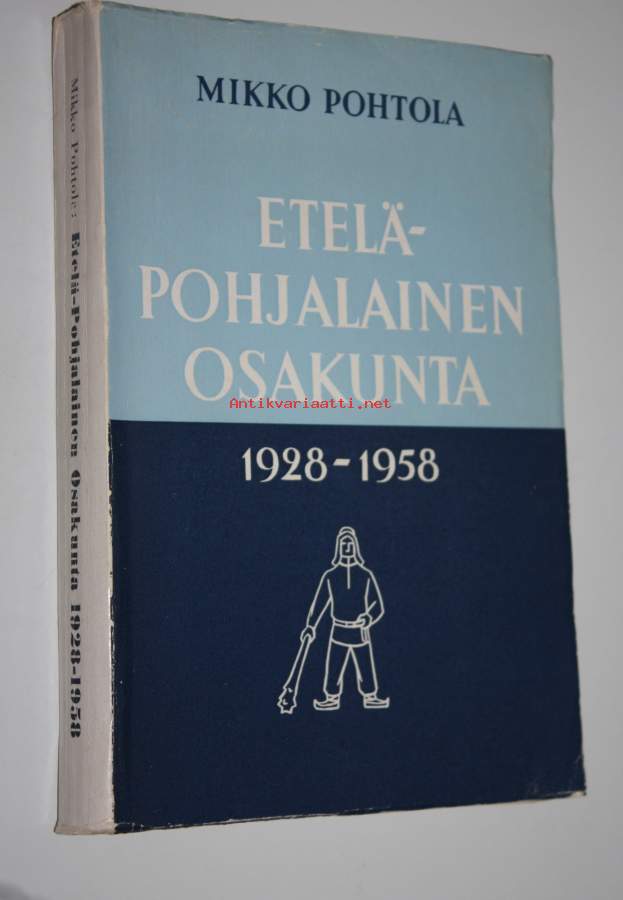 MIKKO POHTOLA
ETELÄ-
POHJALAINEN
OSAKUNTA
Antikvariaatti.net
1928-1958
Mikko Pohtola: Etelä-Pohjalainen Osakunta 1928-1958